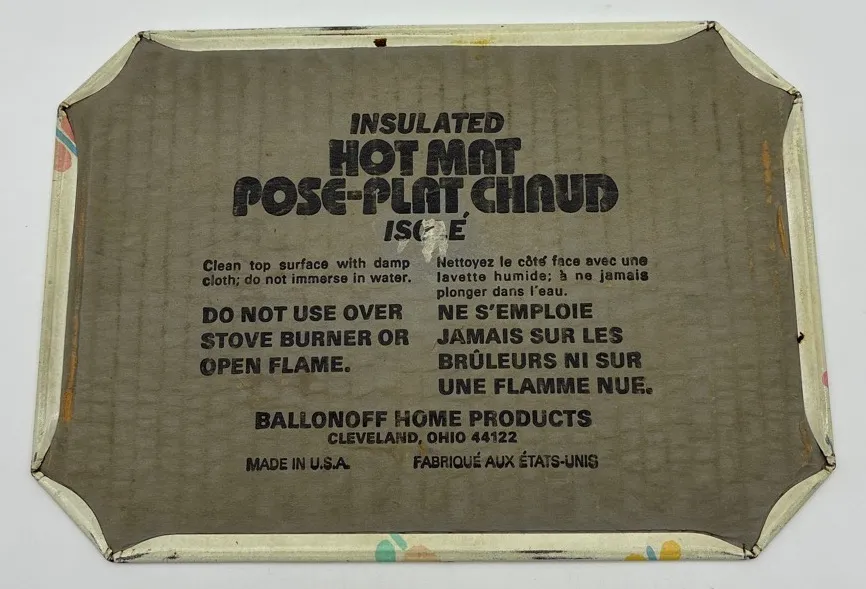 INSULATED
HOT MAT
POSE-PLAT CHAUD
ISOLÉ
Clean top surface with damp
cloth; do not immerse in water.
DO NOT USE OVER
STOVE BURNER OR
OPEN FLAME.
Nettoyez le côté face avec une
lavette humide; à ne jamais
plonger dans l'eau.
NE S'EMPLOIE
JAMAIS SUR LES
BRÛLEURS NI SUR
UNE FLAMME NUE.
BALLONOFF HOME PRODUCTS
CLEVELAND, OHIO 44122
MADE IN U.S.A. FABRIQUÉ AUX ÉTATS-UNIS